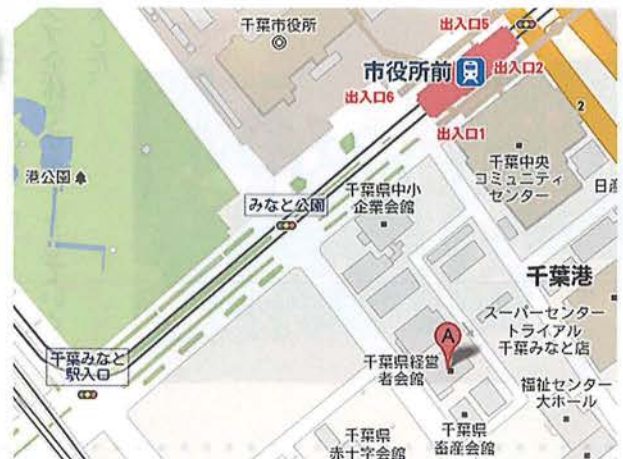 千葉市役所
出入口5
市役所前
出入口2
出入口6
2
出入口1
千葉中央
コミュニティ
センター
港公園
千葉県中小
企業会館
みなと公園
千葉港
スーパーセンター
トライアル
千葉みなと店
A
千葉みなと
駅入口
千葉県経営
者会館
福祉センター
大ホール
千葉県
赤十字会館
千葉県
畜産会館